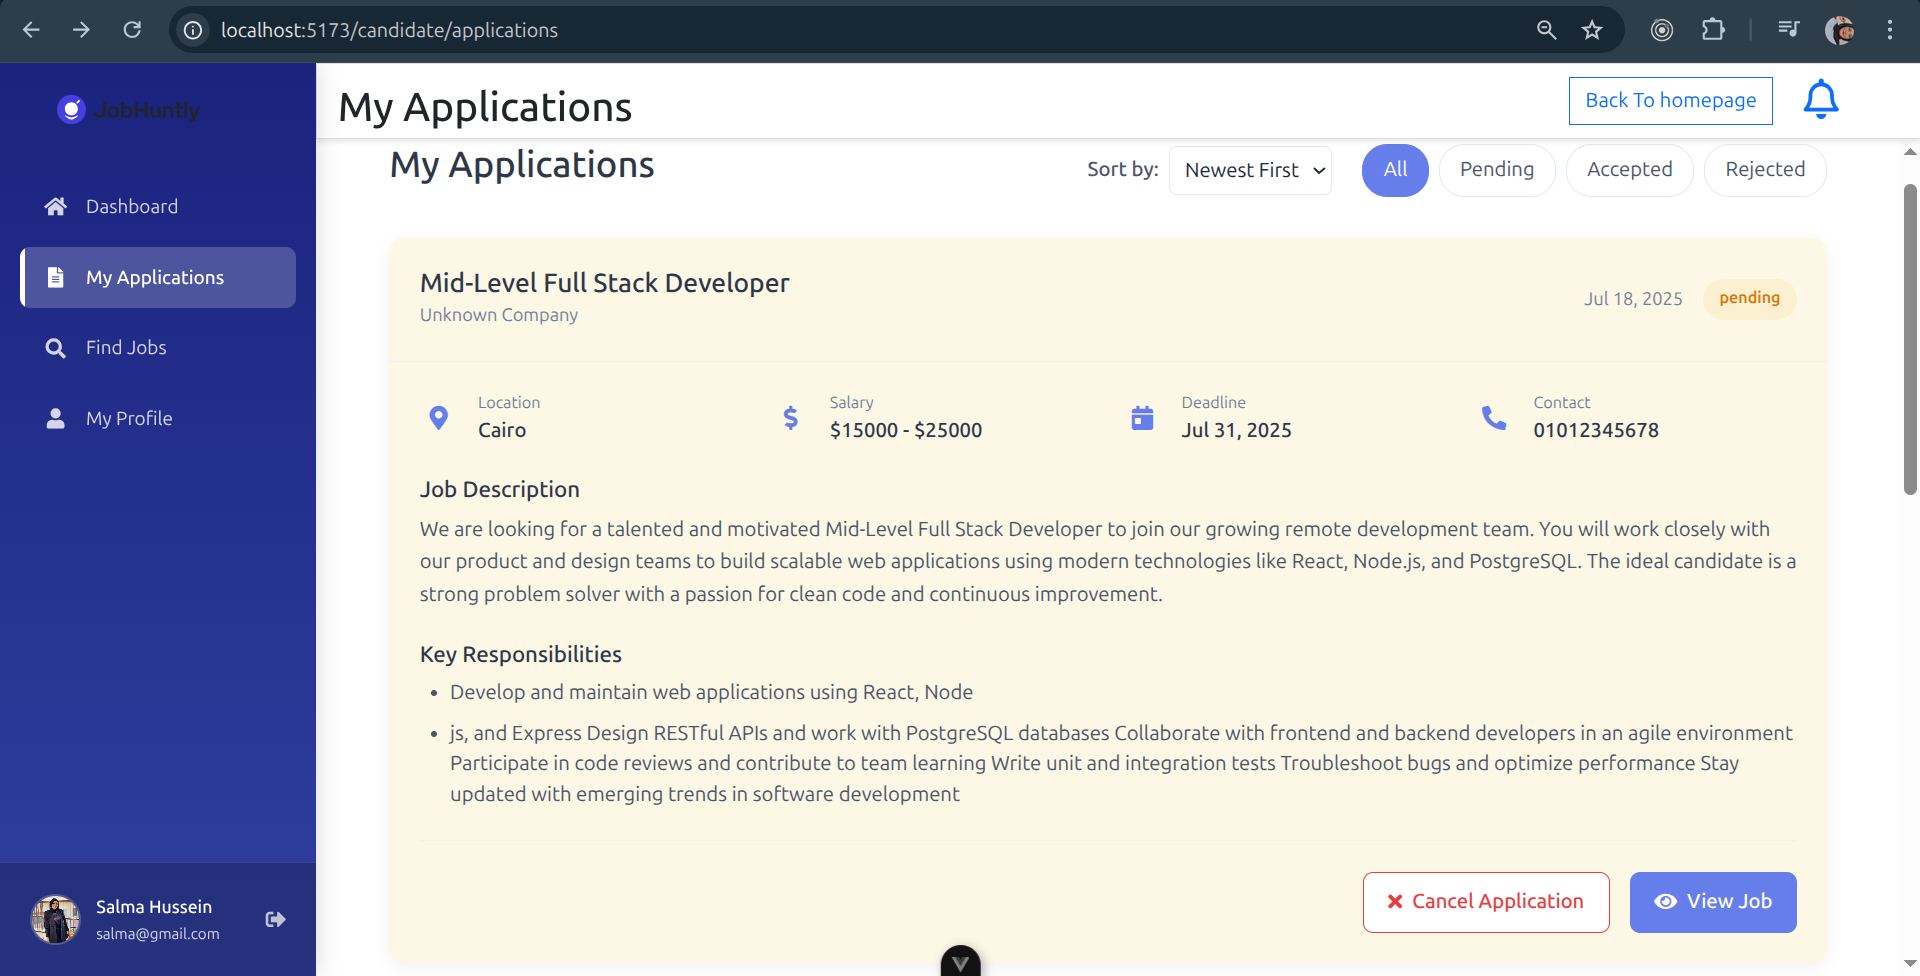 localhost:5173/candidate/applications
JobHuntly
My Applications
Back To homepage
Dashboard
My Applications
Find Jobs
My Profile
Salma Hussein
salma@gmail.com
My Applications
Sort by:
Newest First
All
Pending
Accepted
Rejected
Mid-Level Full Stack Developer
Unknown Company
Jul 18, 2025
pending
Location
Cairo
Salary
$15000 - $25000
Deadline
Jul 31, 2025
Contact
01012345678
Job Description
We are looking for a talented and motivated Mid-Level Full Stack Developer to join our growing remote development team. You will work closely with
our product and design teams to build scalable web applications using modern technologies like React, Node.js, and PostgreSQL. The ideal candidate is a
strong problem solver with a passion for clean code and continuous improvement.
Key Responsibilities
• Develop and maintain web applications using React, Node
• js, and Express Design RESTful APIs and work with PostgreSQL databases Collaborate with frontend and backend developers in an agile environment
Participate in code reviews and contribute to team learning Write unit and integration tests Troubleshoot bugs and optimize performance Stay
updated with emerging trends in software development
Cancel Application
View Job